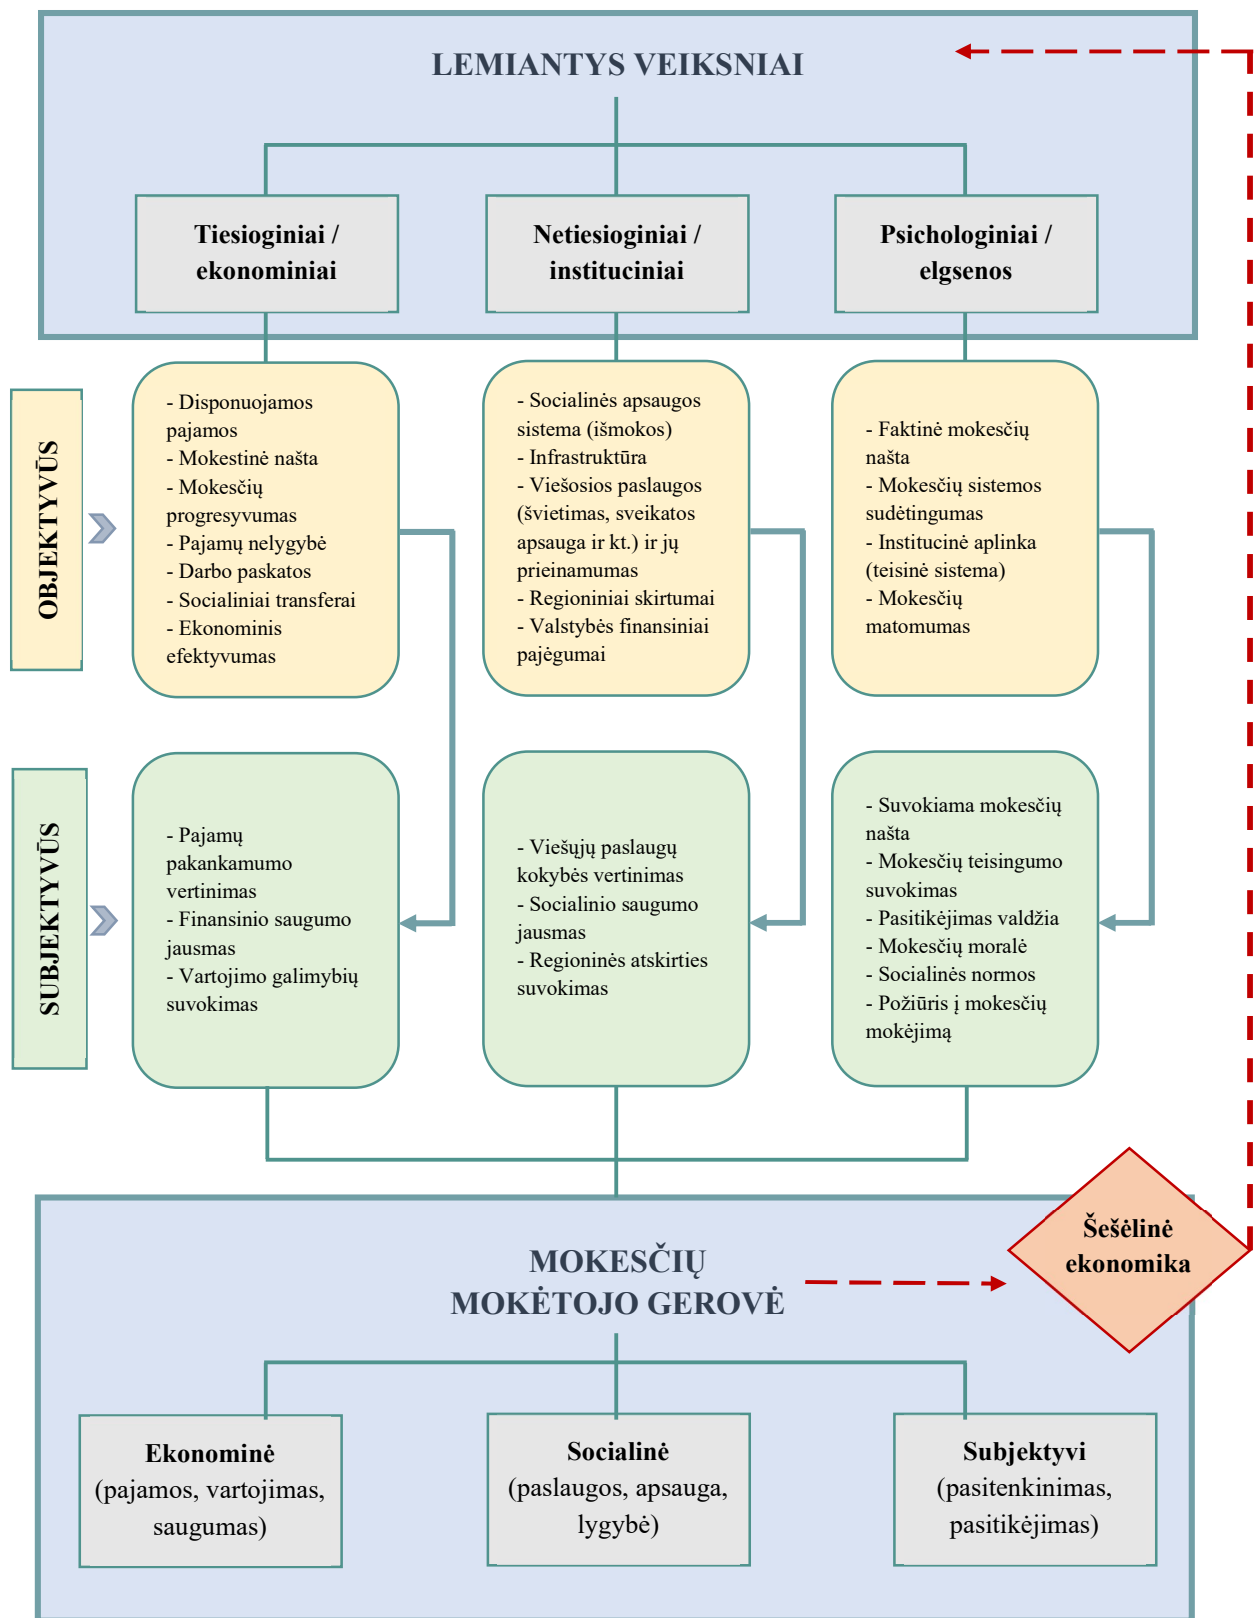 LEMIANTYS VEIKSNIAI
Tiesioginiai /
ekonominiai
Netiesioginiai /
instituciniai
Psichologiniai /
elgsenos
OBJEKTYVŪS
- Disponuojamos
pajamos
- Mokestinė našta
- Mokesčių
progresyvumas
- Pajamų nelygybė
- Darbo paskatos
- Socialiniai transferai
- Ekonominis
efektyvumas
- Socialinės apsaugos
sistema (išmokos)
- Infrastruktūra
- Viešosios paslaugos
(švietimas, sveikatos
apsauga ir kt.) ir jų
prieinamumas
- Regioniniai skirtumai
- Valstybės finansiniai
pajėgumai
- Faktinė mokesčių
našta
- Mokesčių sistemos
sudėtingumas
- Institucinė aplinka
(teisinė sistema)
- Mokesčių
matomumas
SUBJEKTYVŪS
- Pajamų
pakankamumo
vertinimas
- Finansinio saugumo
jausmas
- Vartojimo galimybių
suvokimas
- Viešųjų paslaugų
kokybės vertinimas
- Socialinio saugumo
jausmas
- Regioninės atskirties
suvokimas
- Suvokiama mokesčių
našta
- Mokesčių teisingumo
suvokimas
- Pasitikėjimas valdžia
- Mokesčių moralė
- Socialinės normos
- Požiūris į mokesčių
mokėjimą
Šešėlinė
ekonomika
MOKESČIŲ
MOKĖTOJO GEROVĖ
Ekonominė
(pajamos, vartojimas,
saugumas)
Socialinė
(paslaugos, apsauga,
lygybė)
Subjektyvi
(pasitenkinimas,
pasitikėjimas)